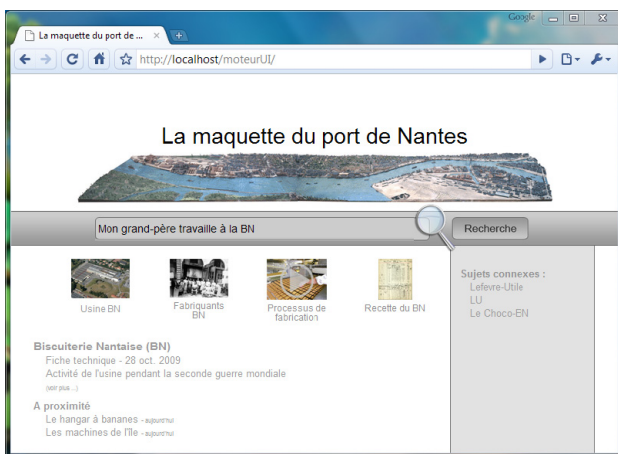 Google
La maquette du port de ...
http://localhost/moteurUI/
La maquette du port de Nantes
Mon grand-père travaille à la BN
Recherche
Usine BN
Fabriquants
BN
Processus de
fabrication
Recette du BN
Sujets connexes :
Lefevre-Utile
LU
Le Choco-EN
Biscuiterie Nantaise (BN)
Fiche technique - 28 oct. 2009
Activité de l'usine pendant la seconde guerre mondiale
(voir plus...)
A proximité
Le hangar à bananes - aujourd'hui
Les machines de l'île - aujourd'hui